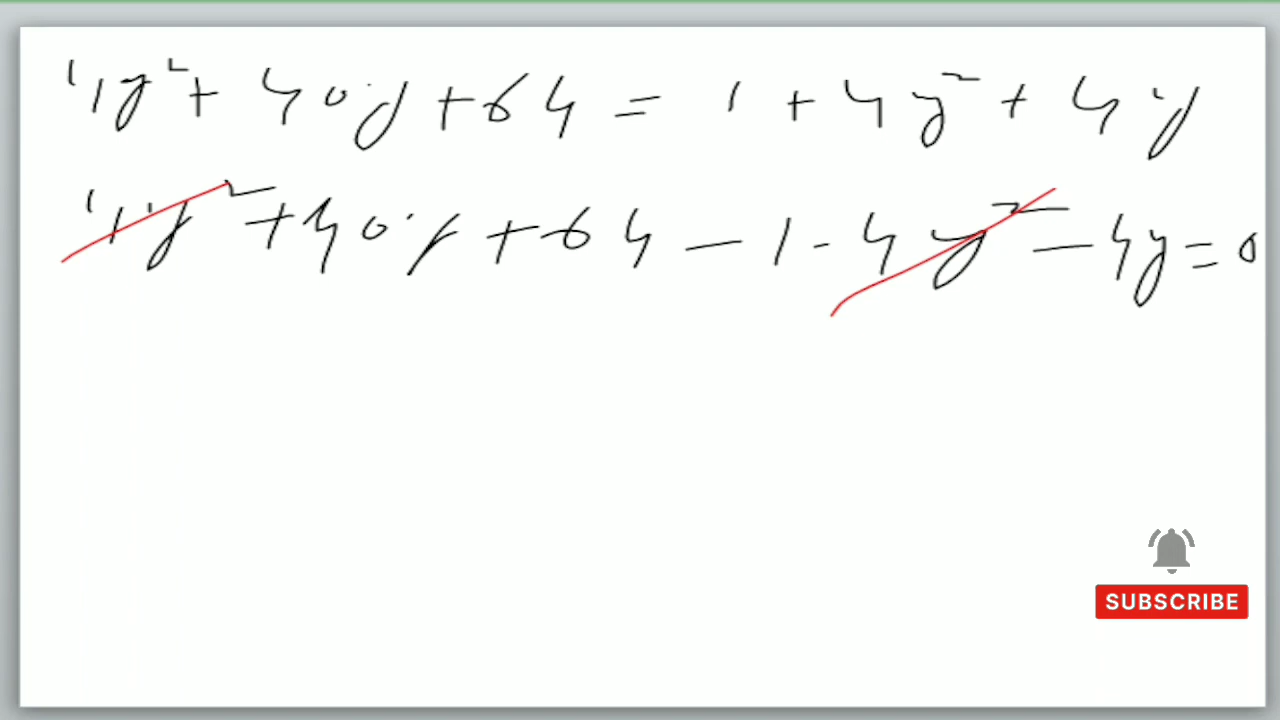 4y² + 40y + 64 = 1 + 4y² + 4y
4y² + 40y + 64 - 1 - 4y² - 4y = 0
SUBSCRIBE